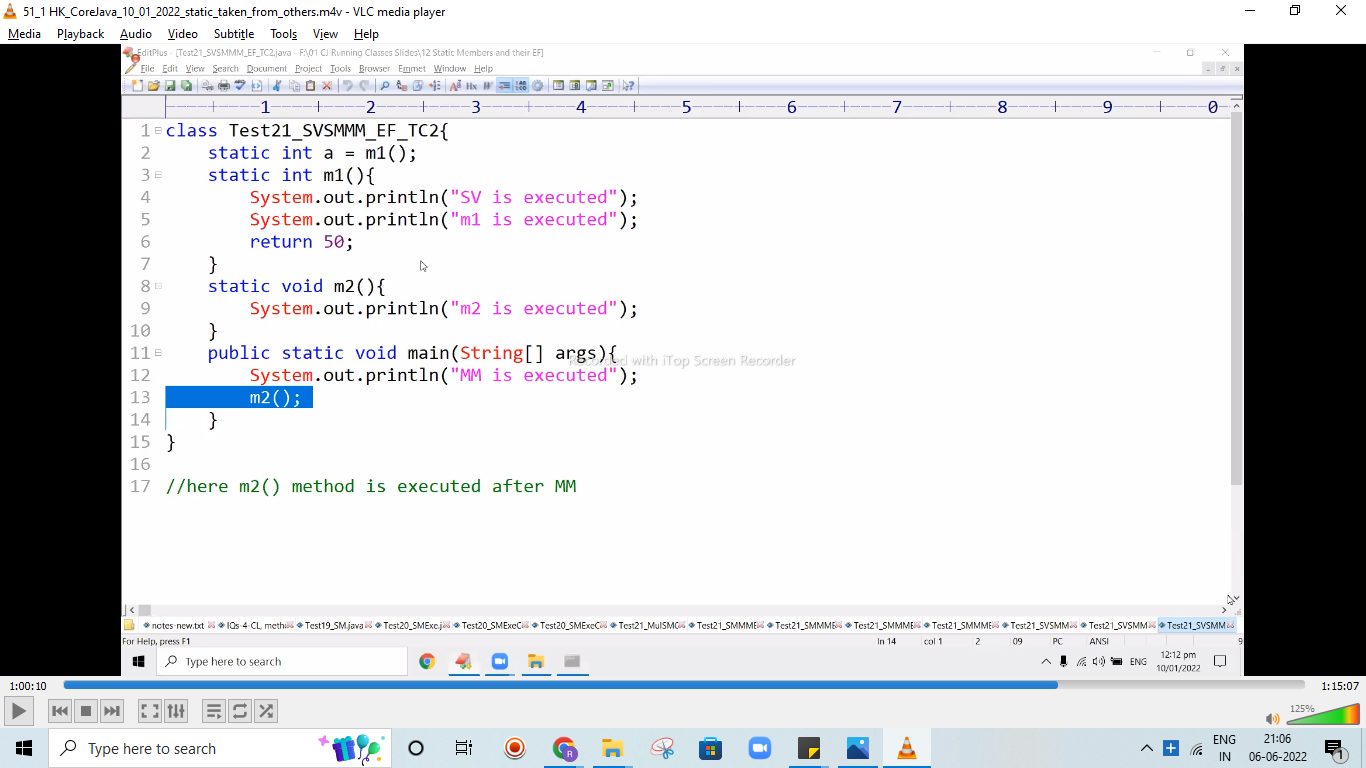 51_1 HK_CoreJava_10_01_2022_static_taken_from_others.m4v - VLC media player
Media Playback Audio Video Subtitle Tools View Help
EditPlus - [Test21_SVSMMM_EF_TC2.java - F:\01 CJ Running Classes Slides\12 Static Members and their EF]
File Edit View Search Document Project Tools Browser Emmet Window Help
1 2 3 4 5 6 7 8 9 0
1 class Test21_SVSMMM_EF_TC2{
2 static int a = m1();
3 static int m1(){
4 System.out.println("SV is executed");
5 System.out.println("m1 is executed");
6 return 50;
7 }
8 static void m2(){
9 System.out.println("m2 is executed");
10 }
11 public static void main(String[] args){
Recorded with iTop Screen Recorder
12 System.out.println("MM is executed");
13 m2();
14 }
15 }
16
17 //here m2() method is executed after MM
notes-new.txt IQs-4-CL, meth Test19_SM.java Test20_SMExe.j Test20_SMExeC Test20_SMExeC Test21_MulSMC Test21_SMMME Test21_SMMME Test21_SMMME Test21_SMMME Test21_SVSMM Test21_SVSMM Test21_SVSMM
For Help, press F1 ln 14 col 1 2 09 PC ANSI 9
Type here to search ENG 12:12 pm
10/01/2022
1:00:10 1:15:07
125%
Type here to search ENG 21:06
IN 06-06-2022 1